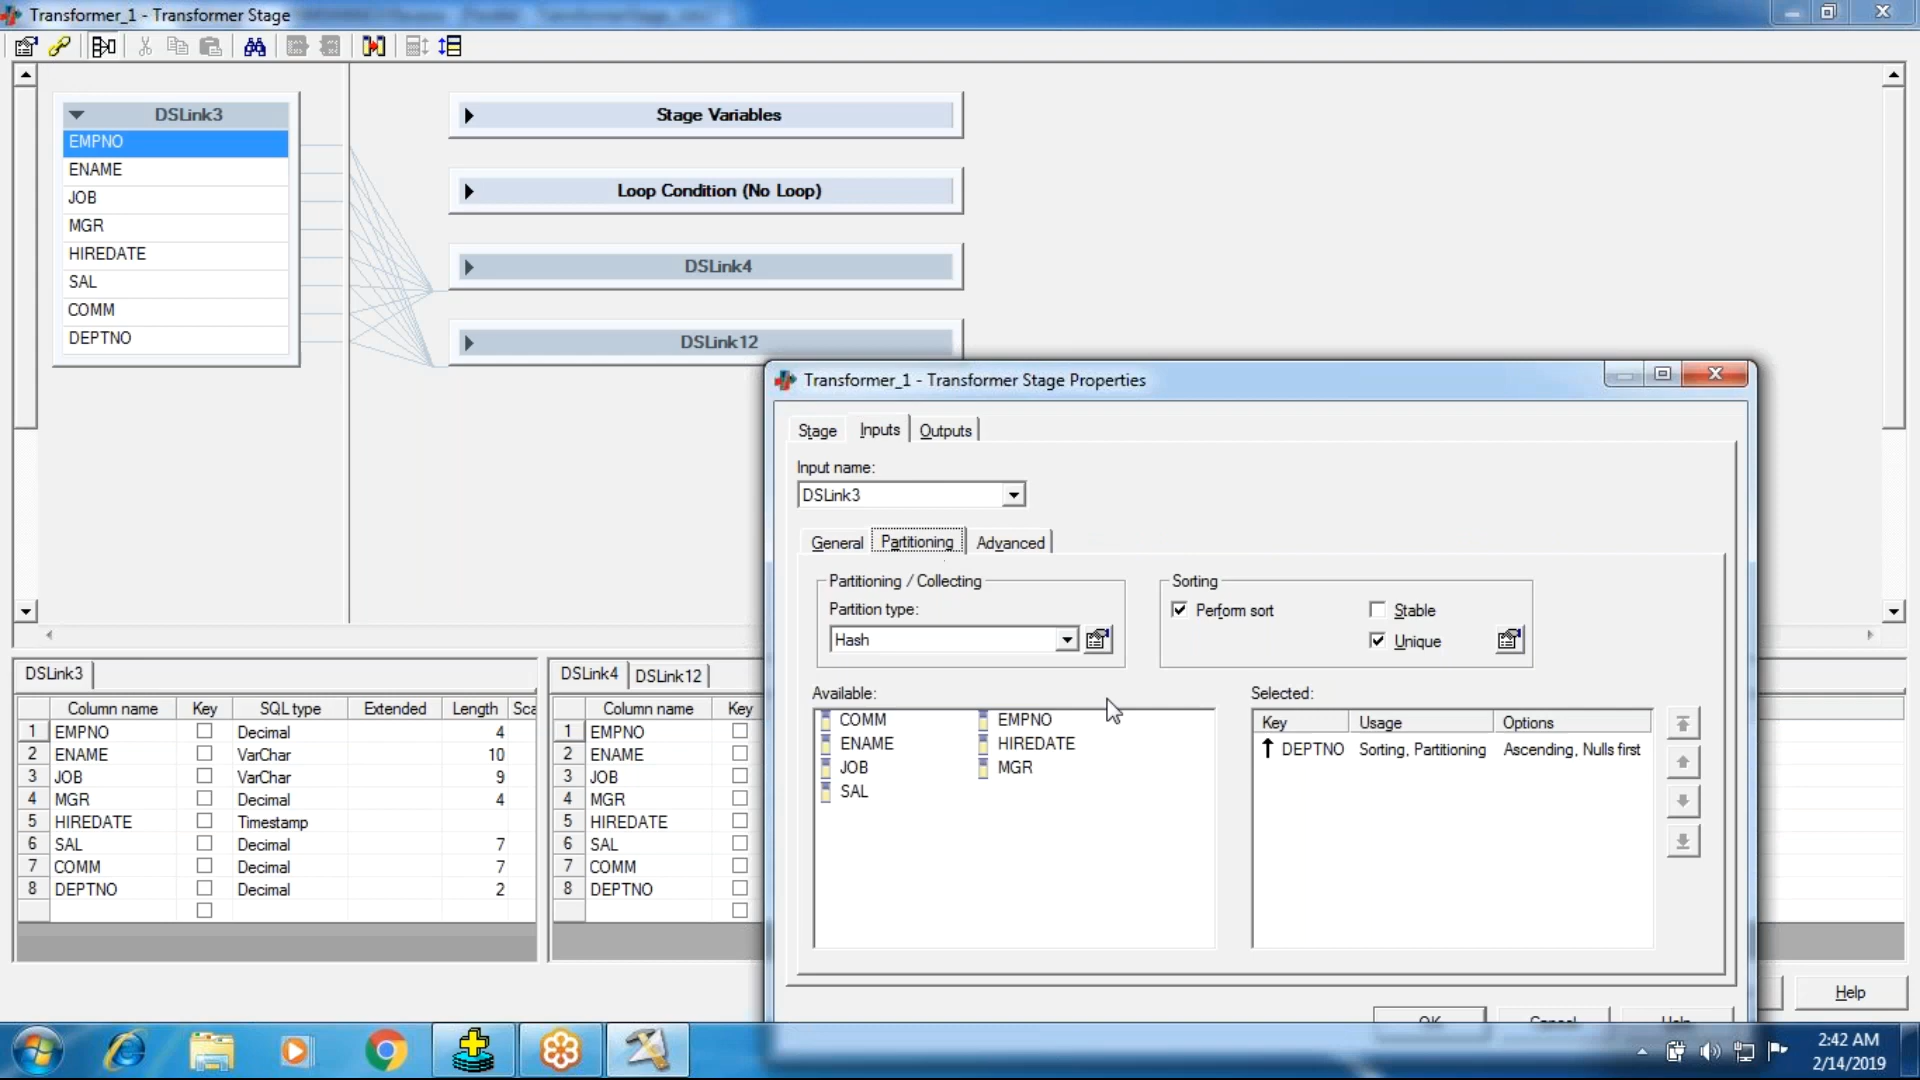 Transformer_1 - Transformer Stage
DSLink3
EMPNO
ENAME
JOB
MGR
HIREDATE
SAL
COMM
DEPTNO
Stage Variables
Loop Condition (No Loop)
DSLink4
DSLink12
Transformer_1 - Transformer Stage Properties
Stage Inputs Outputs
Input name:
DSLink3
General Partitioning Advanced
Partitioning / Collecting
Partition type:
Hash
Sorting
Perform sort
Stable
Unique
Available:
COMM EMPNO
ENAME HIREDATE
JOB MGR
SAL
Selected:
Key Usage Options
DEPTNO Sorting, Partitioning Ascending, Nulls first
OK Cancel Help
DSLink3
Column name Key SQL type Extended Length Sca
1 EMPNO Decimal 4
2 ENAME VarChar 10
3 JOB VarChar 9
4 MGR Decimal 4
5 HIREDATE Timestamp
6 SAL Decimal 7
7 COMM Decimal 7
8 DEPTNO Decimal 2
DSLink4 DSLink12
Column name Key
1 EMPNO
2 ENAME
3 JOB
4 MGR
5 HIREDATE
6 SAL
7 COMM
8 DEPTNO
Help
2:42 AM
2/14/2019